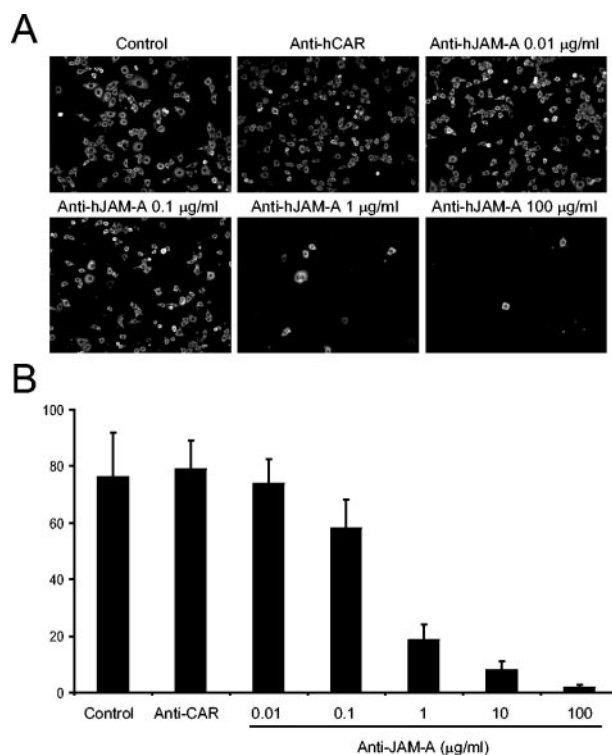 A
Control Anti-hCAR Anti-hJAM-A 0.01 µg/ml
Anti-hJAM-A 0.1 µg/ml Anti-hJAM-A 1 µg/ml Anti-hJAM-A 100 µg/ml
B
100
80
60
40
20
0
Control Anti-CAR 0.01 0.1 1 10 100
Anti-JAM-A (µg/ml)